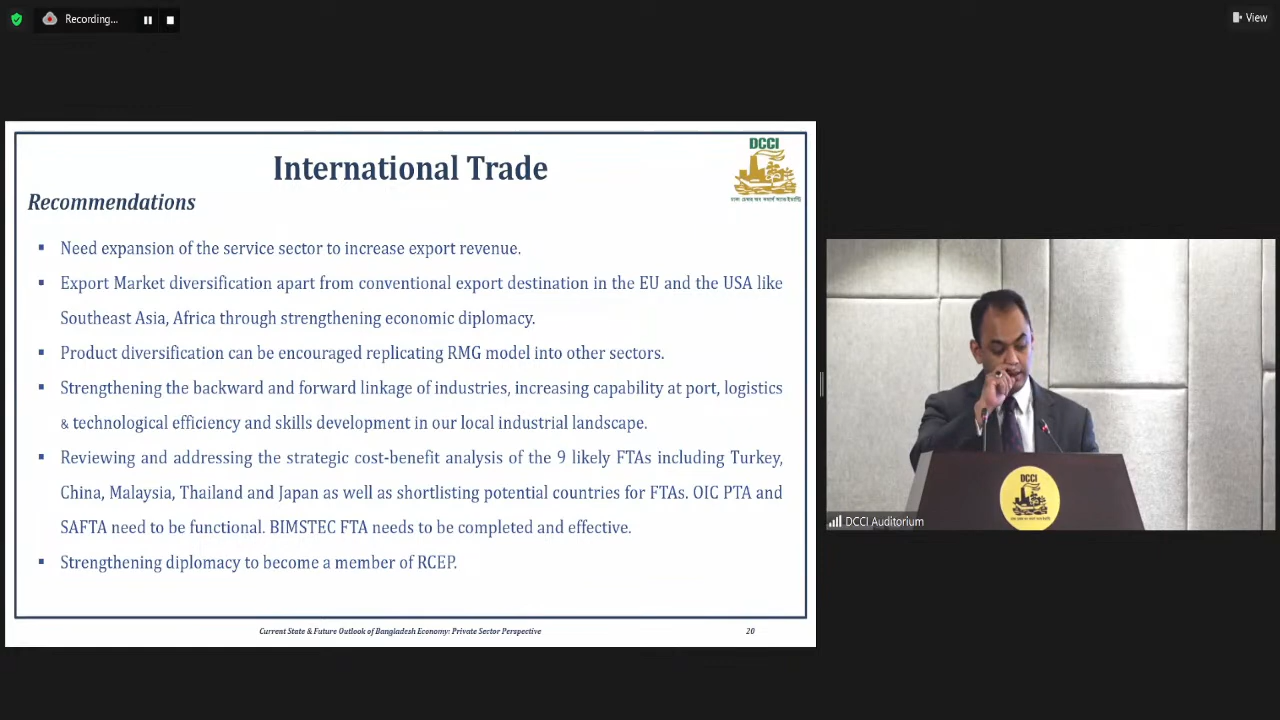 Recording...
View
DCCI
International Trade
Recommendations
▪ Need expansion of the service sector to increase export revenue.
▪ Export Market diversification apart from conventional export destination in the EU and the USA like
Southeast Asia, Africa through strengthening economic diplomacy.
▪ Product diversification can be encouraged replicating RMG model into other sectors.
▪ Strengthening the backward and forward linkage of industries, increasing capability at port, logistics
& technological efficiency and skills development in our local industrial landscape.
▪ Reviewing and addressing the strategic cost-benefit analysis of the 9 likely FTAs including Turkey,
China, Malaysia, Thailand and Japan as well as shortlisting potential countries for FTAs. OIC PTA and
SAFTA need to be functional. BIMSTEC FTA needs to be completed and effective.
▪ Strengthening diplomacy to become a member of RCEP.
Current State & Future Outlook of Bangladesh Economy: Private Sector Perspective
20
DCCI
DCCI Auditorium